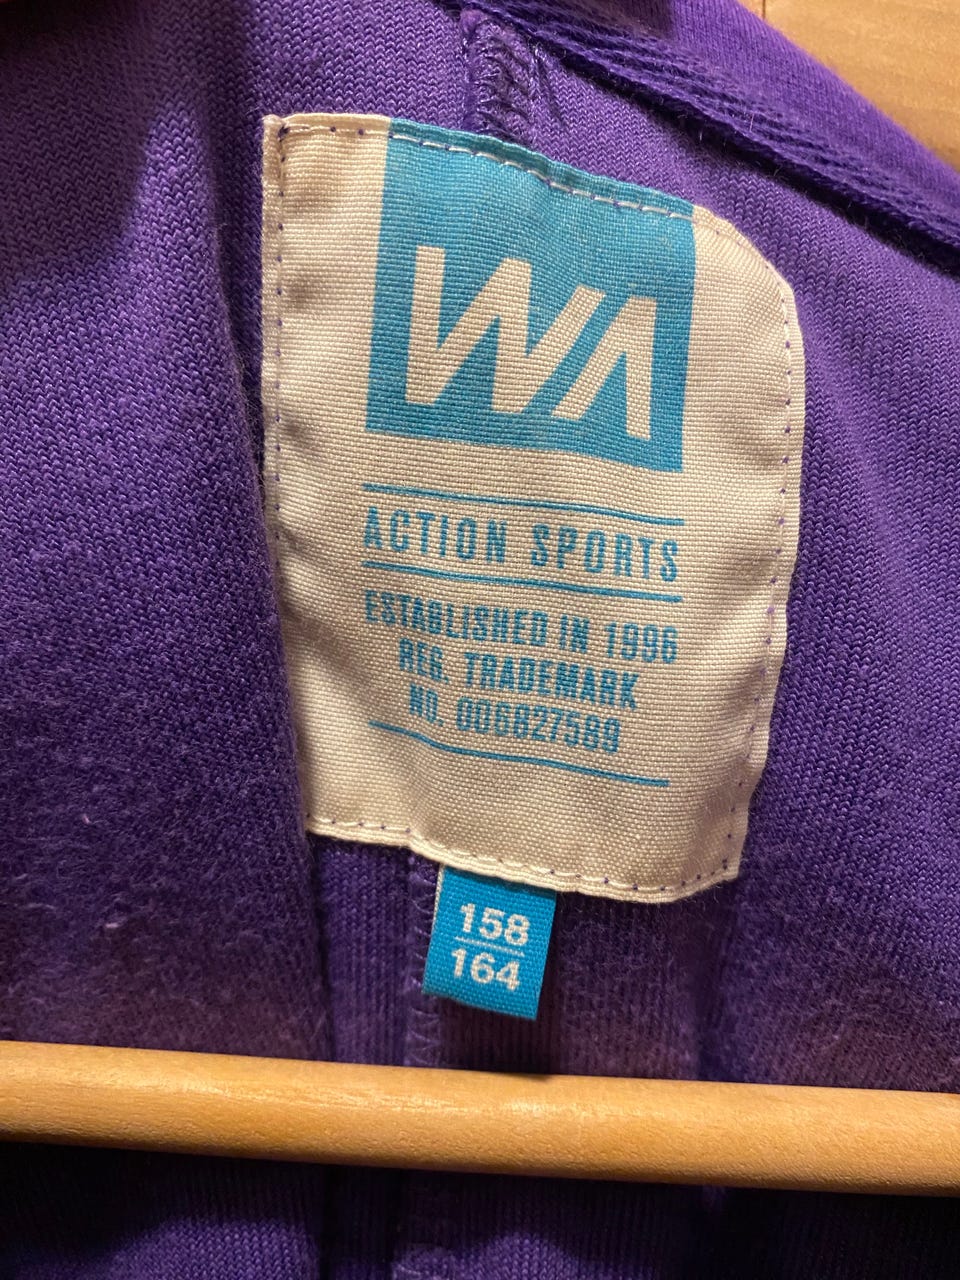 WA
ACTION SPORTS
ESTABLISHED IN 1996
REG. TRADEMARK
NO. 006827589
158
164